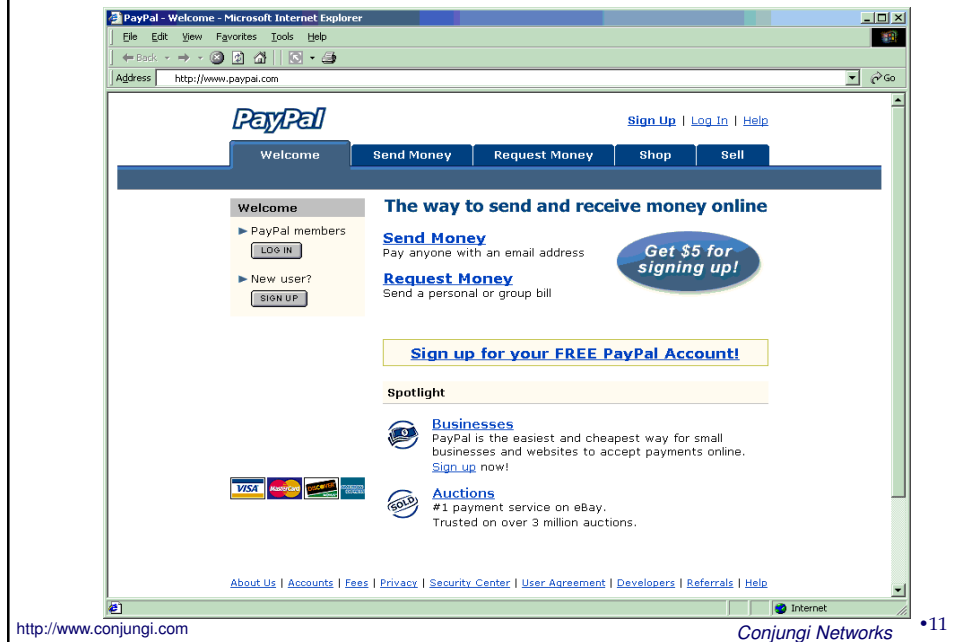 PayPal - Welcome - Microsoft Internet Explorer
File Edit View Favorites Tools Help
Back
Address http://www.paypai.com Go
PayPal
Sign Up | Log In | Help
Welcome Send Money Request Money Shop Sell
Welcome
PayPal members
LOG IN
New user?
SIGN UP
The way to send and receive money online
Send Money
Pay anyone with an email address
Request Money
Send a personal or group bill
Get $5 for
signing up!
Sign up for your FREE PayPal Account!
Spotlight
Businesses
PayPal is the easiest and cheapest way for small
businesses and websites to accept payments online.
Sign up now!
VISA MasterCard DISCOVER
SOLD
Auctions
#1 payment service on eBay.
Trusted on over 3 million auctions.
About Us | Accounts | Fees | Privacy | Security Center | User Agreement | Developers | Referrals | Help
Internet
http://www.conjungi.com
Conjungi Networks
•11